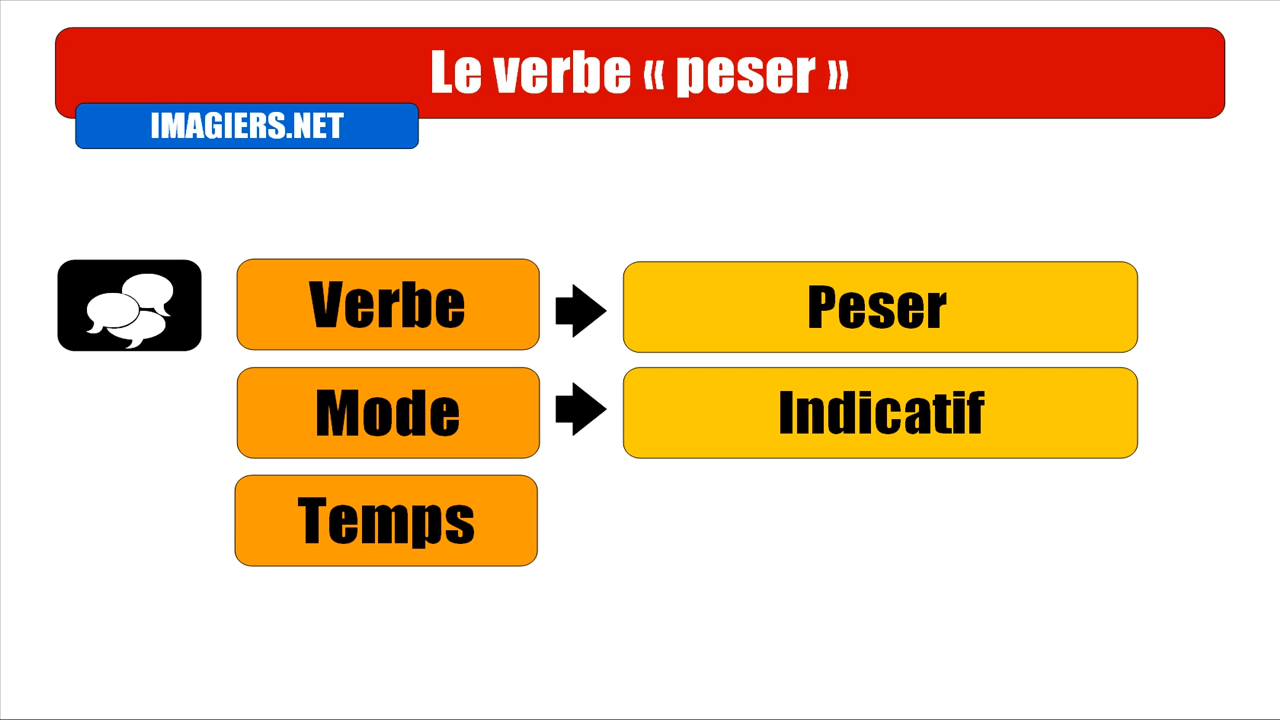 Le verbe « peser »
IMAGIERS.NET
Verbe
Peser
Mode
Indicatif
Temps